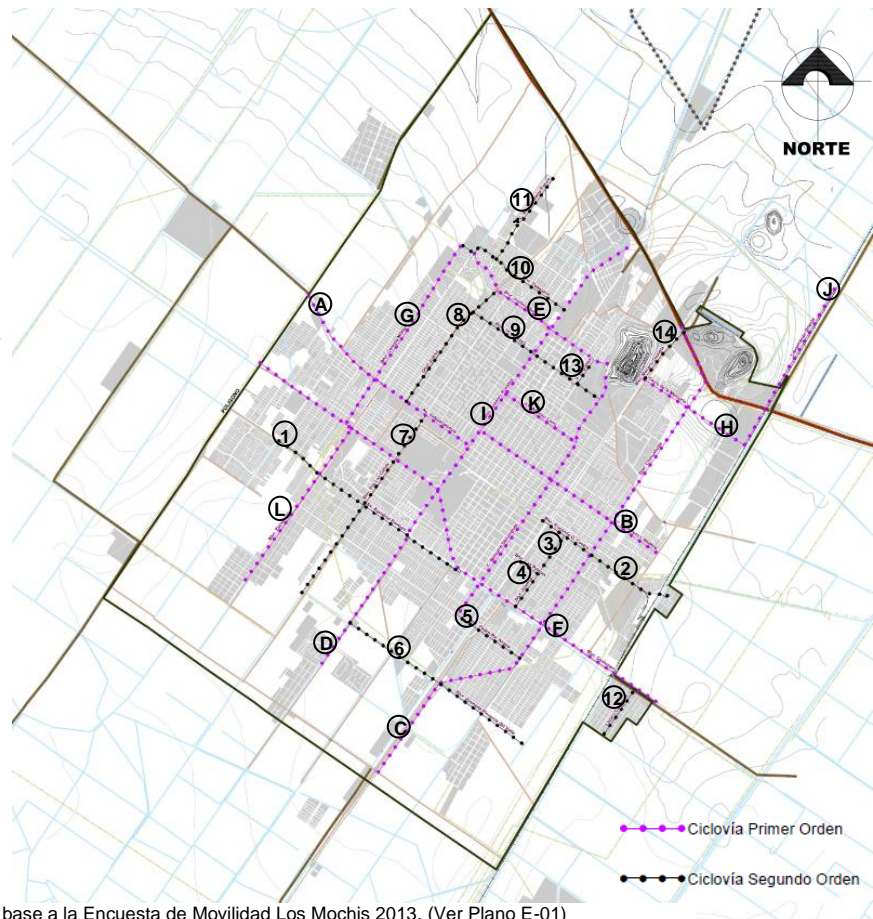 NORTE
11
10
J
A
E
G
8
9
14
13
K
I
H
7
1
L
B
3
2
4
5
F
D
6
12
C
POLIGONO
Ciclovía Primer Orden
Ciclovía Segundo Orden
base a la Encuesta de Movilidad Los Mochis 2013. (Ver Plano E-01)